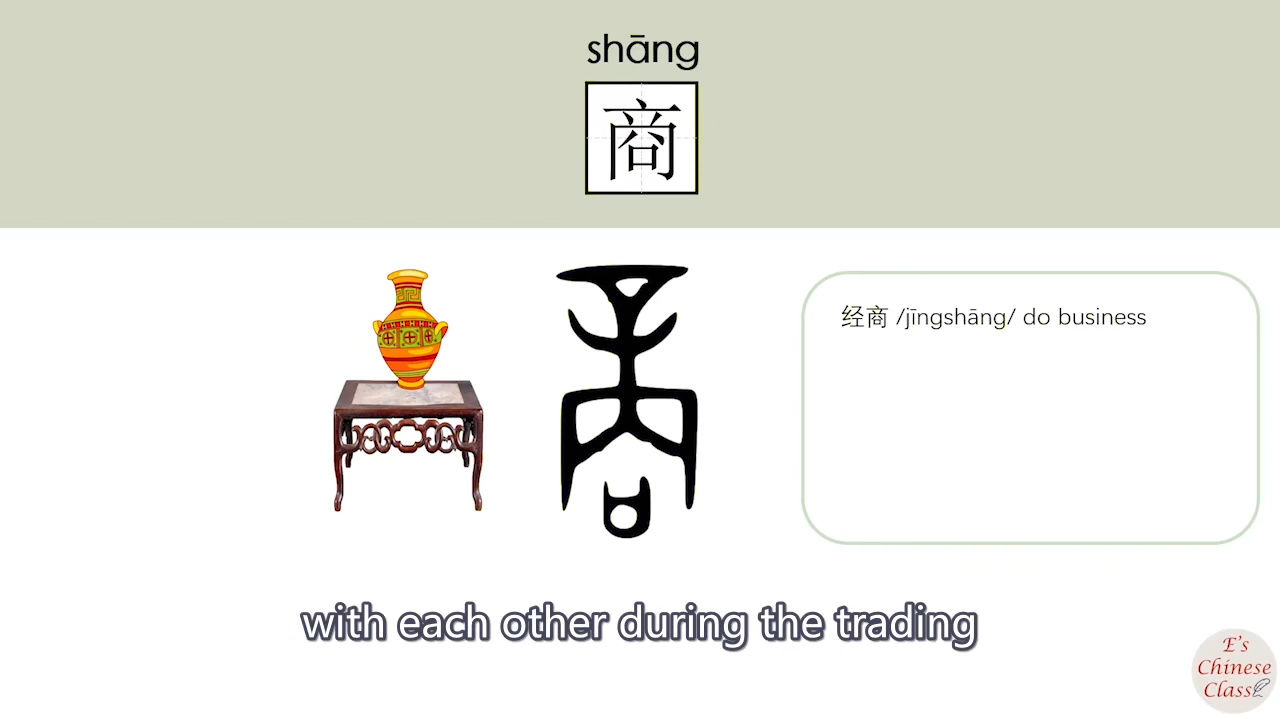 shāng
商
经商 /jīngshāng/ do business
with each other during the trading
E's
Chinese
Class